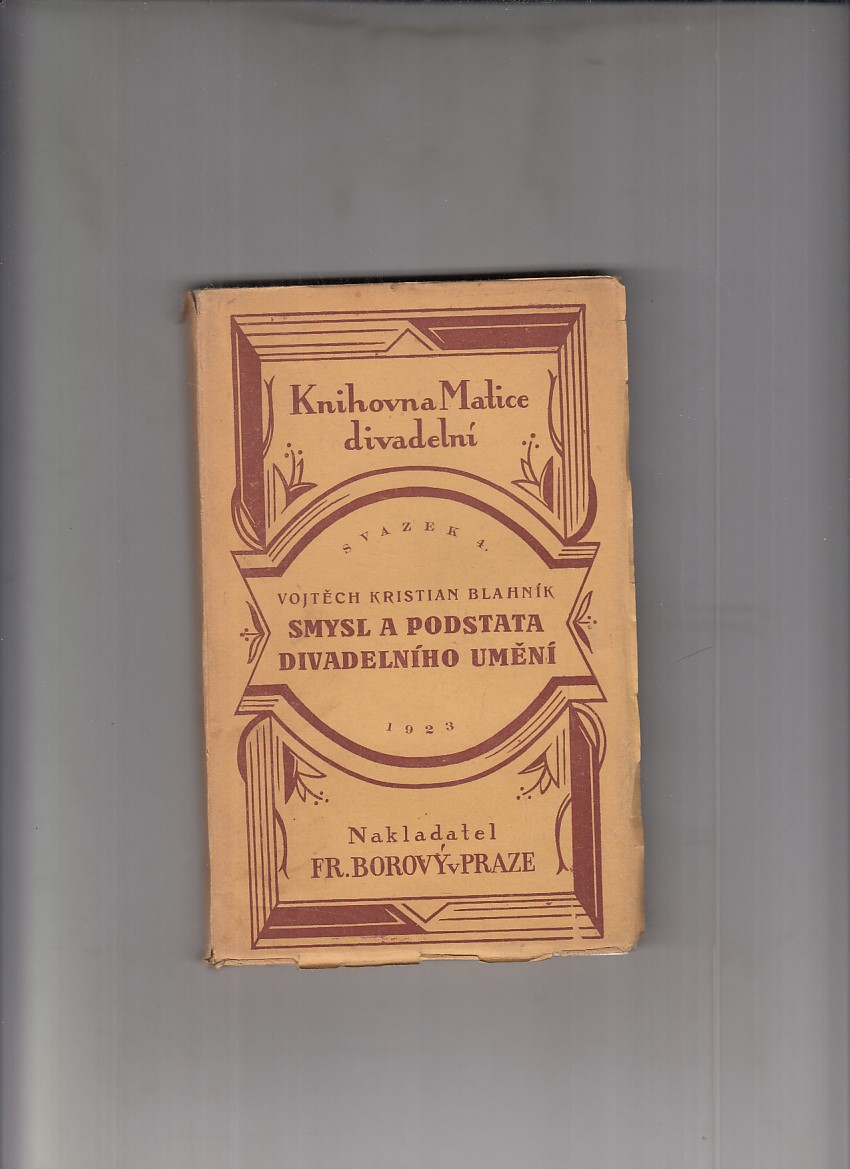 Knihovna Matice
divadelní
SVAZEK 4.
VOJTĚCH KRISTIAN BLAHNÍK
SMYSL A PODSTATA
DIVADELNÍHO UMĚNÍ
1923
Nakladatel
FR. BOROVÝ v PRAZE